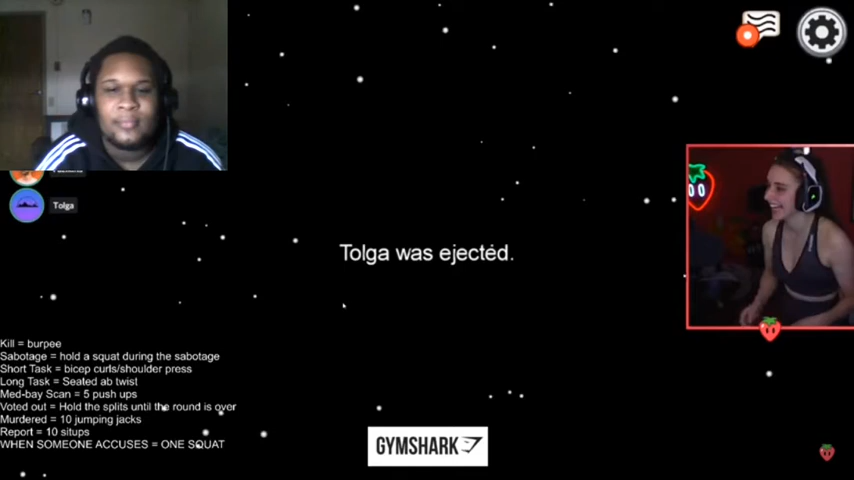 Tolga
Tolga was ejected.
Kill = burpee
Sabotage = hold a squat during the sabotage
Short Task = bicep curls/shoulder press
Long Task = Seated ab twist
Med-bay Scan = 5 push ups
Voted out = Hold the splits until the round is over
Murdered = 10 jumping jacks
Report = 10 situps
WHEN SOMEONE ACCUSES = ONE SQUAT
GYMSHARK